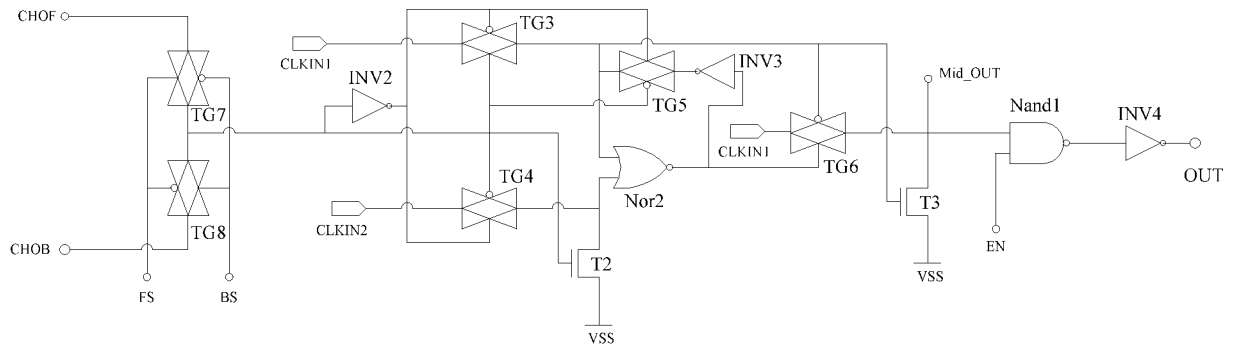 CHOF
TG3
CLKIN1
INV2
INV3
TG5
Mid_OUT
TG7
Nand1
INV4
CLKIN1
TG6
TG4
Nor2
OUT
CLKIN2
TG8
T3
CHOB
EN
T2
VSS
FS
BS
VSS